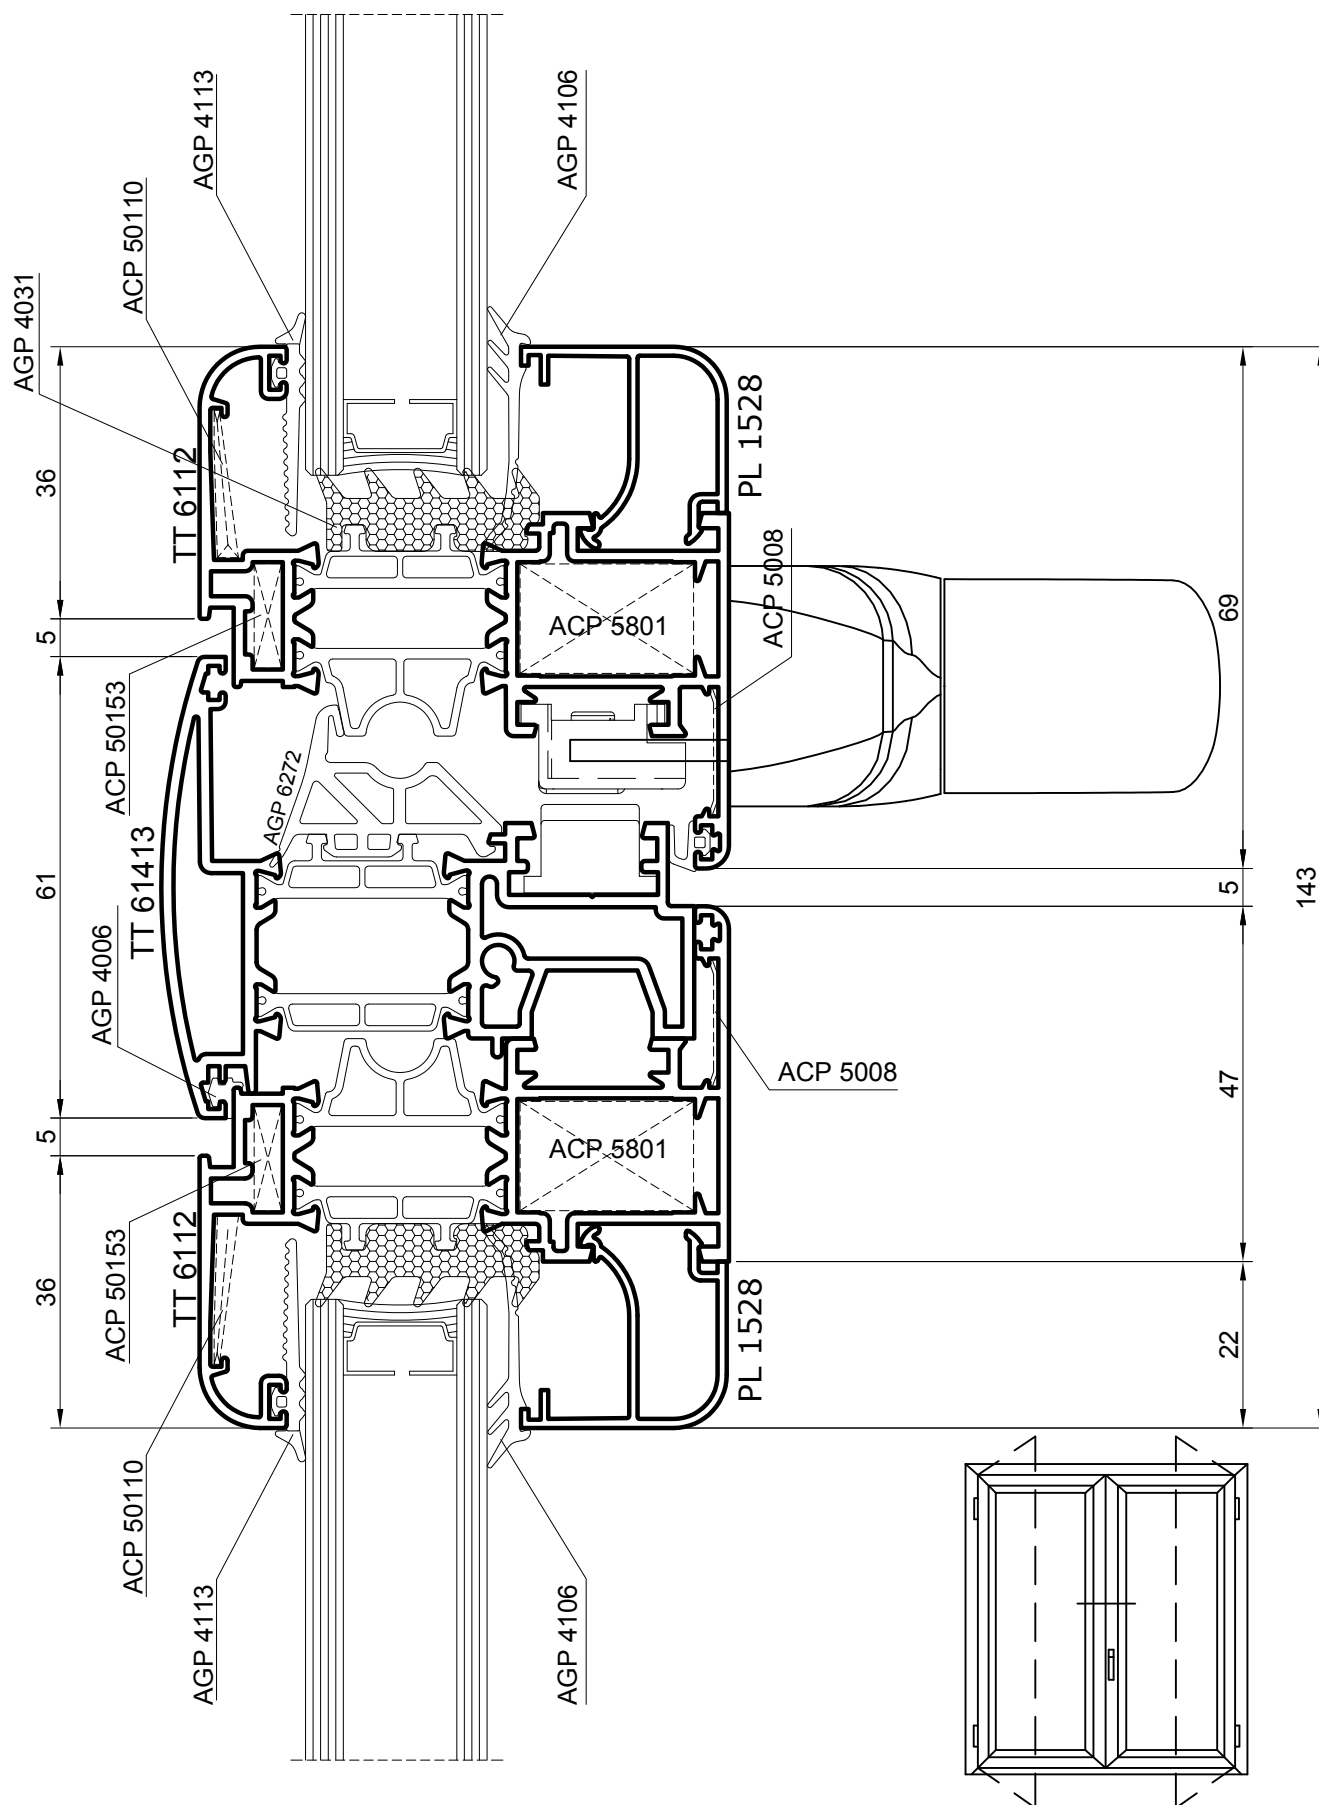 AGP 4113
AGP 4106
ACP 50110
AGP 4031
TT 6112
36
PL 1528
ACP 5008
69
5
ACP 5801
ACP 50153
AGP 6272
TT 61413
61
5
143
AGP 4006
ACP 5008
47
5
ACP 5801
ACP 50153
TT 6112
36
PL 1528
22
ACP 50110
AGP 4113
AGP 4106